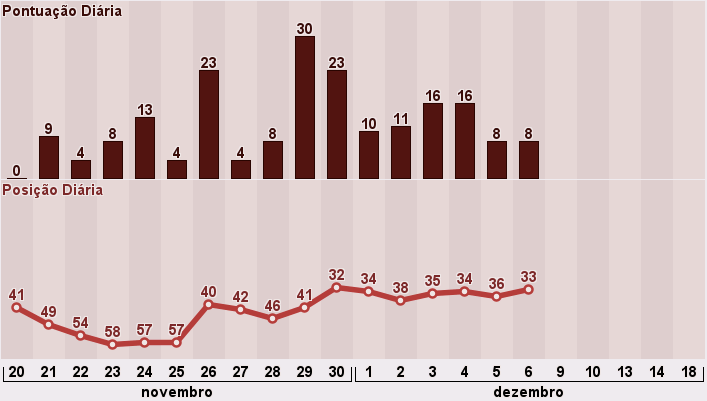 Pontuação Diária
0 9 4 8 13 4 23 4 8 30 23 10 11 16 16 8 8
Posição Diária
41 49 54 58 57 57 40 42 46 41 32 34 38 35 34 36 33
20 21 22 23 24 25 26 27 28 29 30 1 2 3 4 5 6 9 10 13 14 18
novembro dezembro